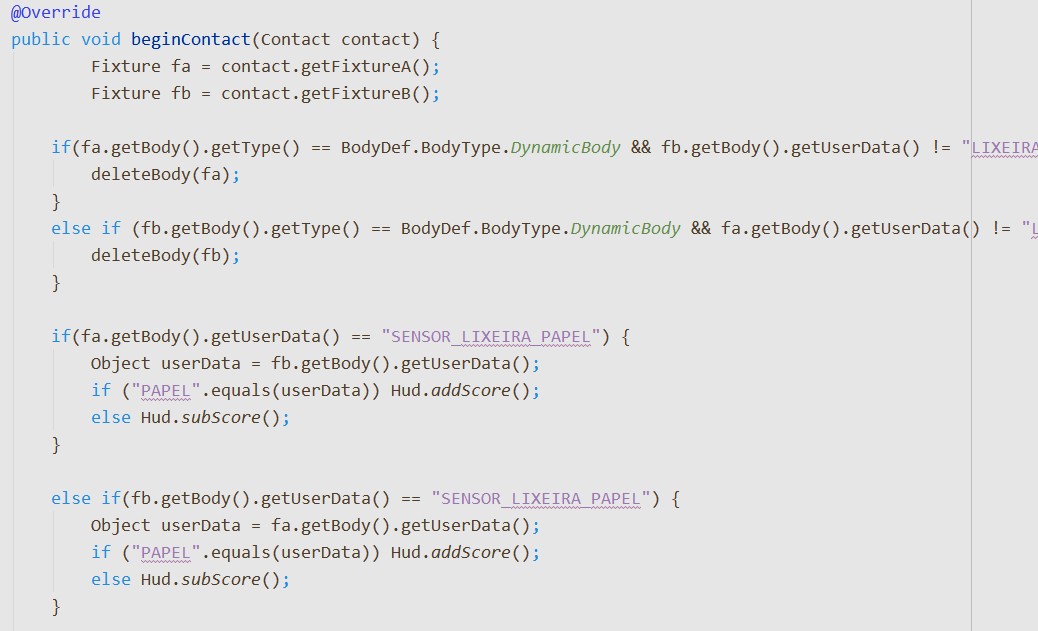 @Override
public void beginContact(Contact contact) {
Fixture fa = contact.getFixtureA();
Fixture fb = contact.getFixtureB();
if(fa.getBody().getType() == BodyDef.BodyType.DynamicBody && fb.getBody().getUserData() != "LIXEIRA
deleteBody(fa);
}
else if (fb.getBody().getType() == BodyDef.BodyType.DynamicBody && fa.getBody().getUserData() != "L
deleteBody(fb);
}
if(fa.getBody().getUserData() == "SENSOR_LIXEIRA_PAPEL") {
Object userData = fb.getBody().getUserData();
if ("PAPEL".equals(userData)) Hud.addScore();
else Hud.subScore();
}
else if(fb.getBody().getUserData() == "SENSOR_LIXEIRA_PAPEL") {
Object userData = fa.getBody().getUserData();
if ("PAPEL".equals(userData)) Hud.addScore();
else Hud.subScore();
}